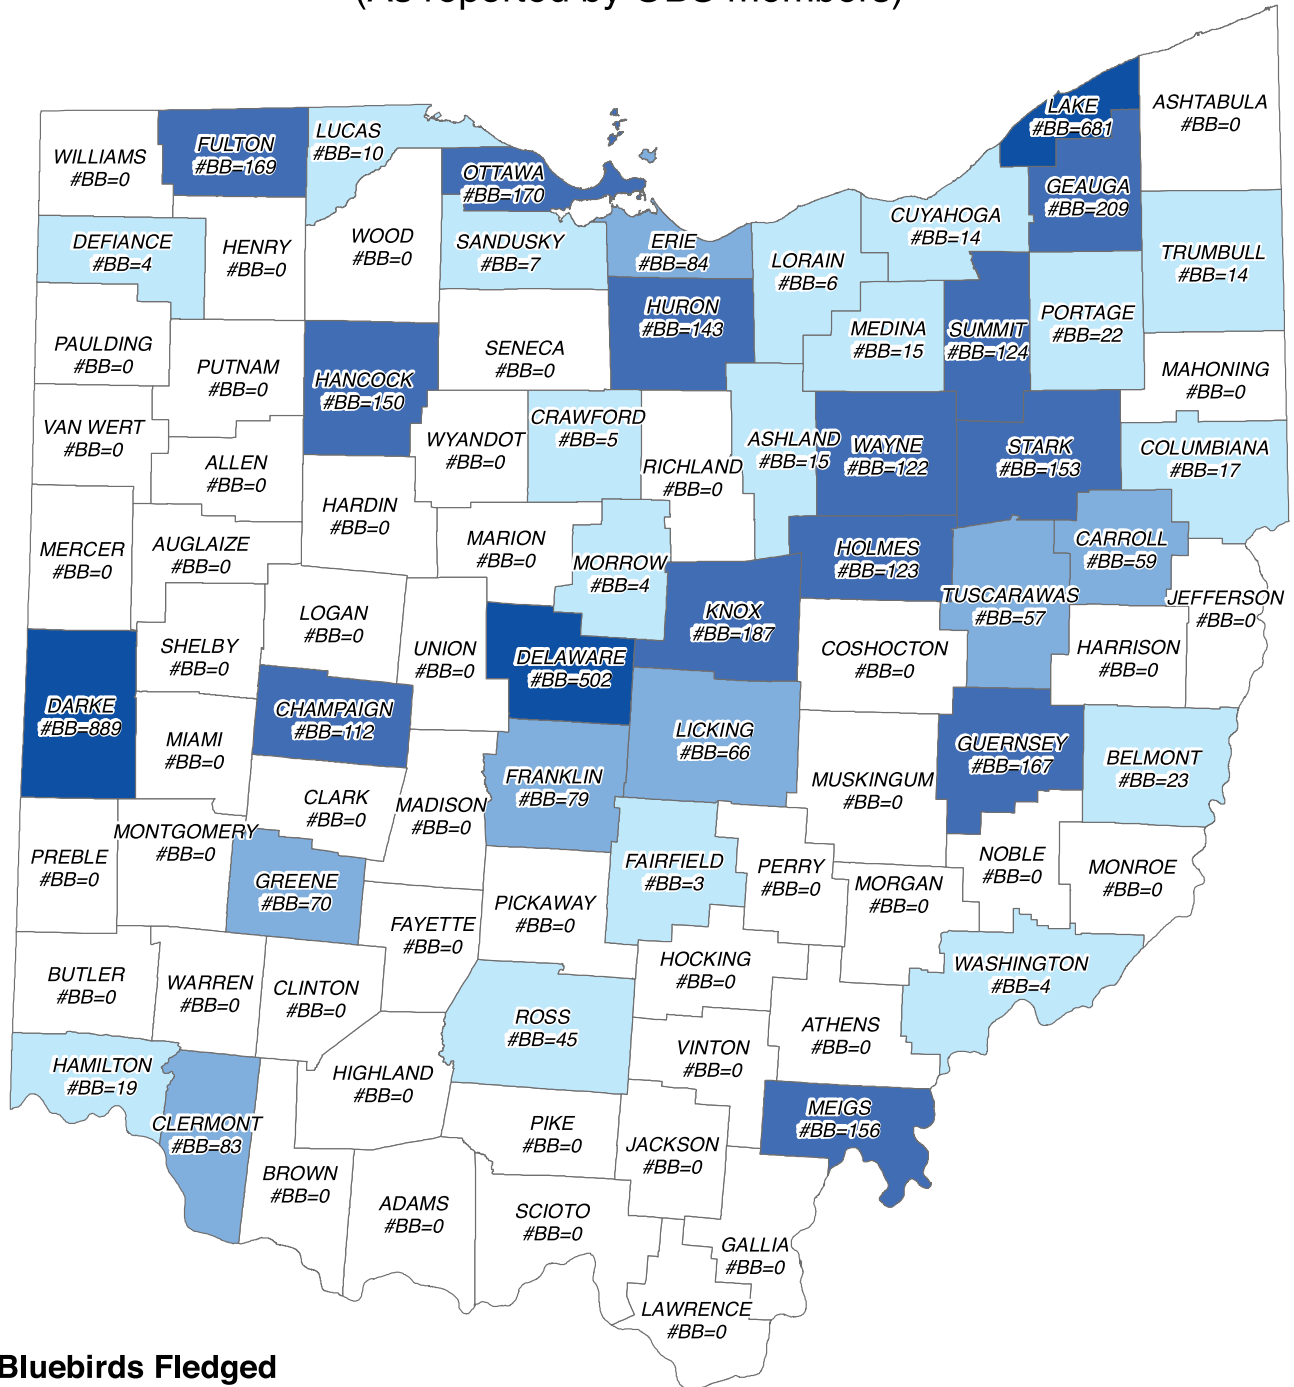 (As reported by OBS members)
LAKE
#BB=681
ASHTABULA
#BB=0
LUCAS
#BB=10
FULTON
#BB=169
WILLIAMS
#BB=0
OTTAWA
#BB=170
GEAUGA
#BB=209
CUYAHOGA
#BB=14
DEFIANCE
#BB=4
HENRY
#BB=0
WOOD
#BB=0
SANDUSKY
#BB=7
ERIE
#BB=84
LORAIN
#BB=6
TRUMBULL
#BB=14
HURON
#BB=143
MEDINA
#BB=15
SUMMIT
#BB=124
PORTAGE
#BB=22
PAULDING
#BB=0
PUTNAM
#BB=0
HANCOCK
#BB=150
SENECA
#BB=0
MAHONING
#BB=0
VAN WERT
#BB=0
ALLEN
#BB=0
WYANDOT
#BB=0
CRAWFORD
#BB=5
RICHLAND
#BB=0
ASHLAND
#BB=15
WAYNE
#BB=122
STARK
#BB=153
COLUMBIANA
#BB=17
HARDIN
#BB=0
MERCER
#BB=0
AUGLAIZE
#BB=0
MARION
#BB=0
MORROW
#BB=4
HOLMES
#BB=123
CARROLL
#BB=59
TUSCARAWAS
#BB=57
JEFFERSON
#BB=0
LOGAN
#BB=0
KNOX
#BB=187
SHELBY
#BB=0
UNION
#BB=0
DELAWARE
#BB=502
COSHOCTON
#BB=0
HARRISON
#BB=0
DARKE
#BB=889
CHAMPAIGN
#BB=112
MIAMI
#BB=0
LICKING
#BB=66
GUERNSEY
#BB=167
BELMONT
#BB=23
FRANKLIN
#BB=79
MUSKINGUM
#BB=0
CLARK
#BB=0
MADISON
#BB=0
MONTGOMERY
#BB=0
PREBLE
#BB=0
GREENE
#BB=70
FAIRFIELD
#BB=3
PERRY
#BB=0
NOBLE
#BB=0
MONROE
#BB=0
MORGAN
#BB=0
PICKAWAY
#BB=0
FAYETTE
#BB=0
BUTLER
#BB=0
WARREN
#BB=0
CLINTON
#BB=0
HOCKING
#BB=0
WASHINGTON
#BB=4
ROSS
#BB=45
ATHENS
#BB=0
VINTON
#BB=0
HAMILTON
#BB=19
HIGHLAND
#BB=0
CLERMONT
#BB=83
PIKE
#BB=0
MEIGS
#BB=156
JACKSON
#BB=0
BROWN
#BB=0
ADAMS
#BB=0
SCIOTO
#BB=0
GALLIA
#BB=0
LAWRENCE
#BB=0
Bluebirds Fledged